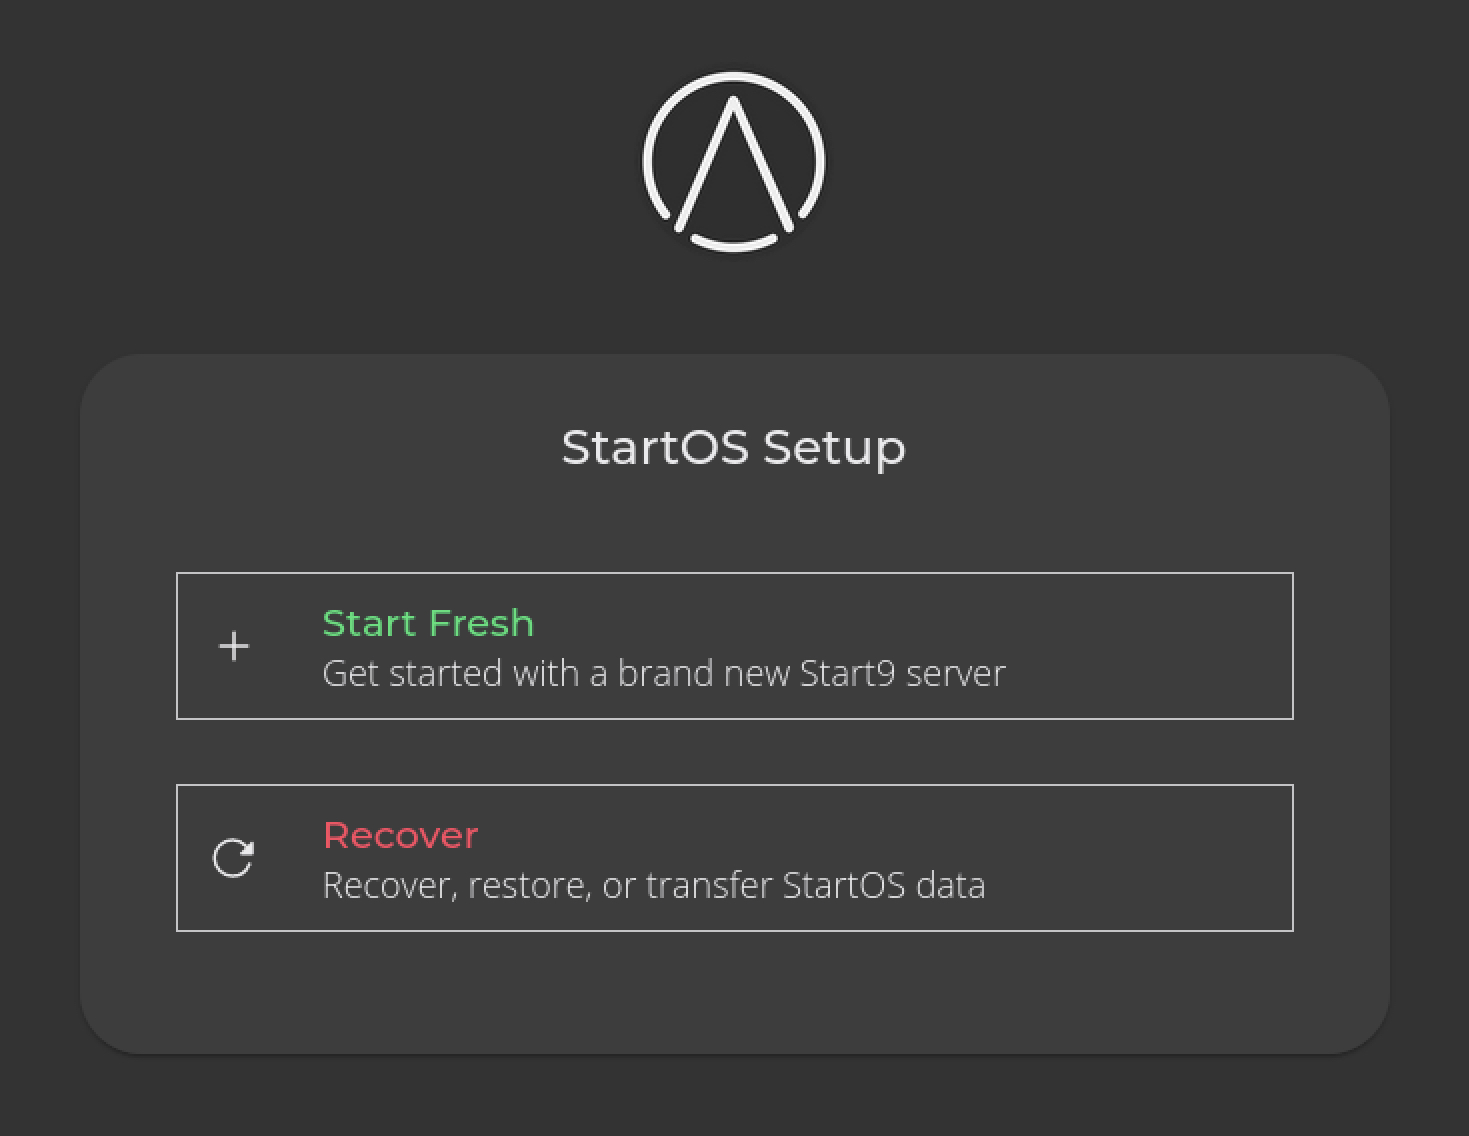 StartOS Setup
Start Fresh
Get started with a brand new Start9 server
Recover
Recover, restore, or transfer StartOS data